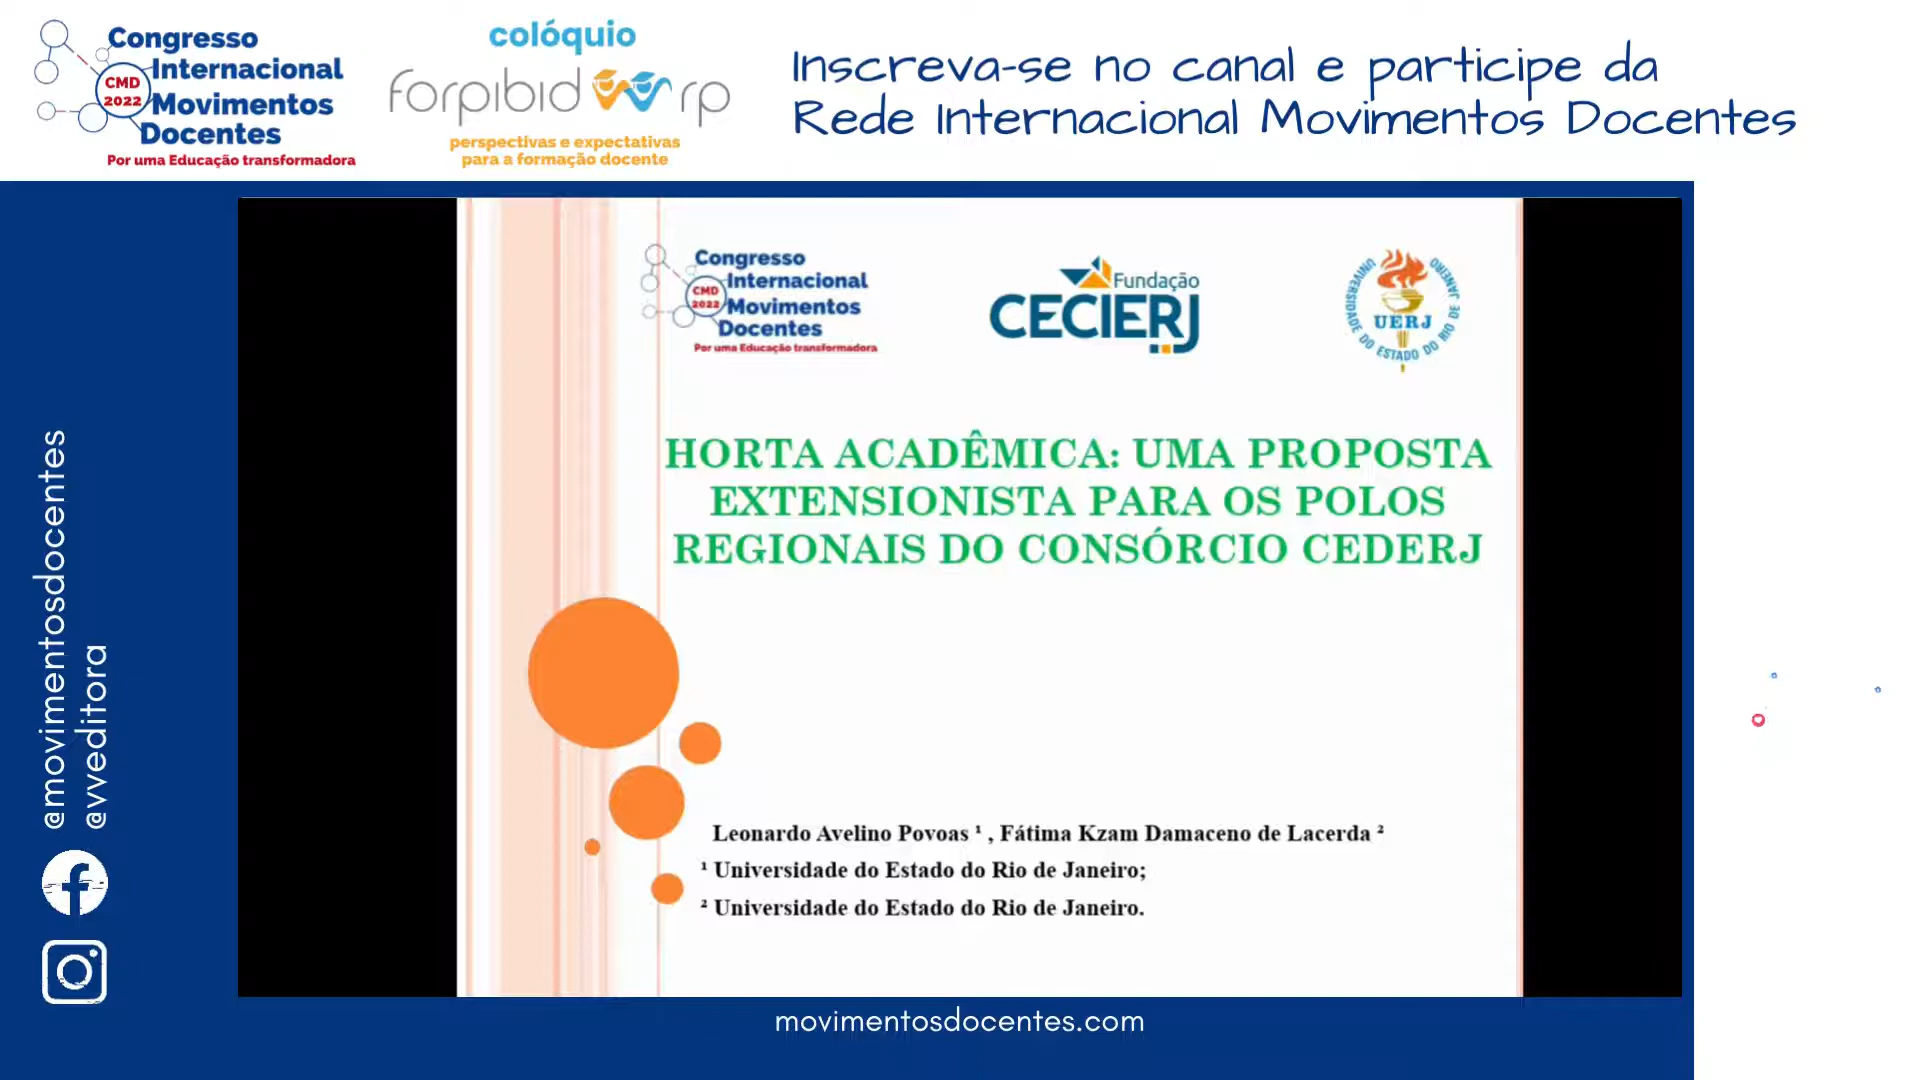 Congresso
Internacional
Movimentos
Docentes
CMD
2022
Por uma Educação transformadora
colóquio
forpibid rp
perspectivas e expectativas
para a formação docente
Inscreva-se no canal e participe da
Rede Internacional Movimentos Docentes
@movimentosdocentes
@vveditora
Congresso
Internacional
Movimentos
Docentes
CMD
2022
Por uma Educação transformadora
Fundação
CECIERJ
UNIVERSIDADE DO ESTADO DO RIO DE JANEIRO
UERJ
HORTA ACADÊMICA: UMA PROPOSTA
EXTENSIONISTA PARA OS POLOS
REGIONAIS DO CONSÓRCIO CEDERJ
Leonardo Avelino Povoas ¹ , Fátima Kzam Damaceno de Lacerda ²
¹ Universidade do Estado do Rio de Janeiro;
² Universidade do Estado do Rio de Janeiro.
movimentosdocentes.com